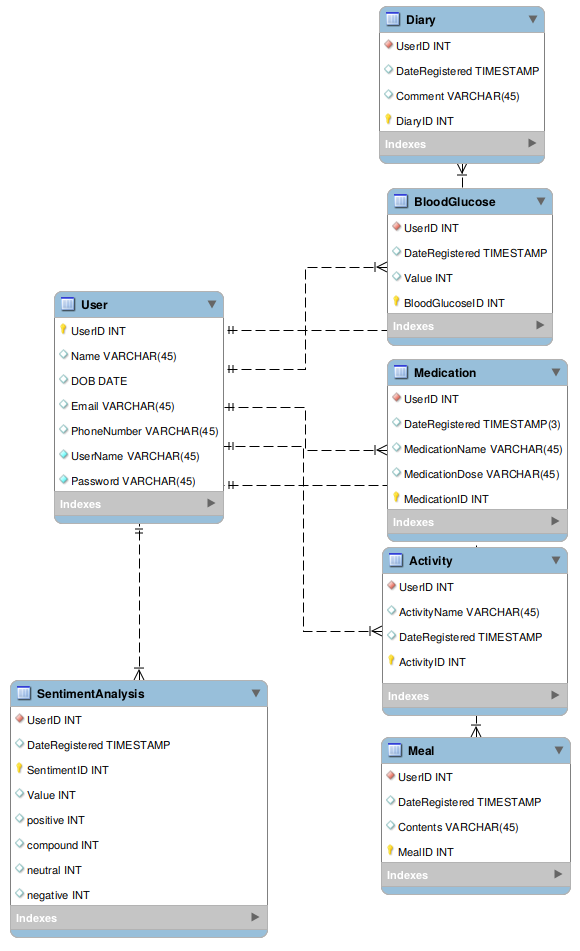 Diary
UserID INT
DateRegistered TIMESTAMP
Comment VARCHAR(45)
DiaryID INT
Indexes
BloodGlucose
UserID INT
DateRegistered TIMESTAMP
Value INT
BloodGlucoseID INT
Indexes
User
UserID INT
Name VARCHAR(45)
DOB DATE
Email VARCHAR(45)
PhoneNumber VARCHAR(45)
UserName VARCHAR(45)
Password VARCHAR(45)
Indexes
Medication
UserID INT
DateRegistered TIMESTAMP(3)
MedicationName VARCHAR(45)
MedicationDose VARCHAR(45)
MedicationID INT
Indexes
Activity
UserID INT
ActivityName VARCHAR(45)
DateRegistered TIMESTAMP
ActivityID INT
Indexes
SentimentAnalysis
UserID INT
DateRegistered TIMESTAMP
SentimentID INT
Value INT
positive INT
compound INT
neutral INT
negative INT
Indexes
Meal
UserID INT
DateRegistered TIMESTAMP
Contents VARCHAR(45)
MealID INT
Indexes